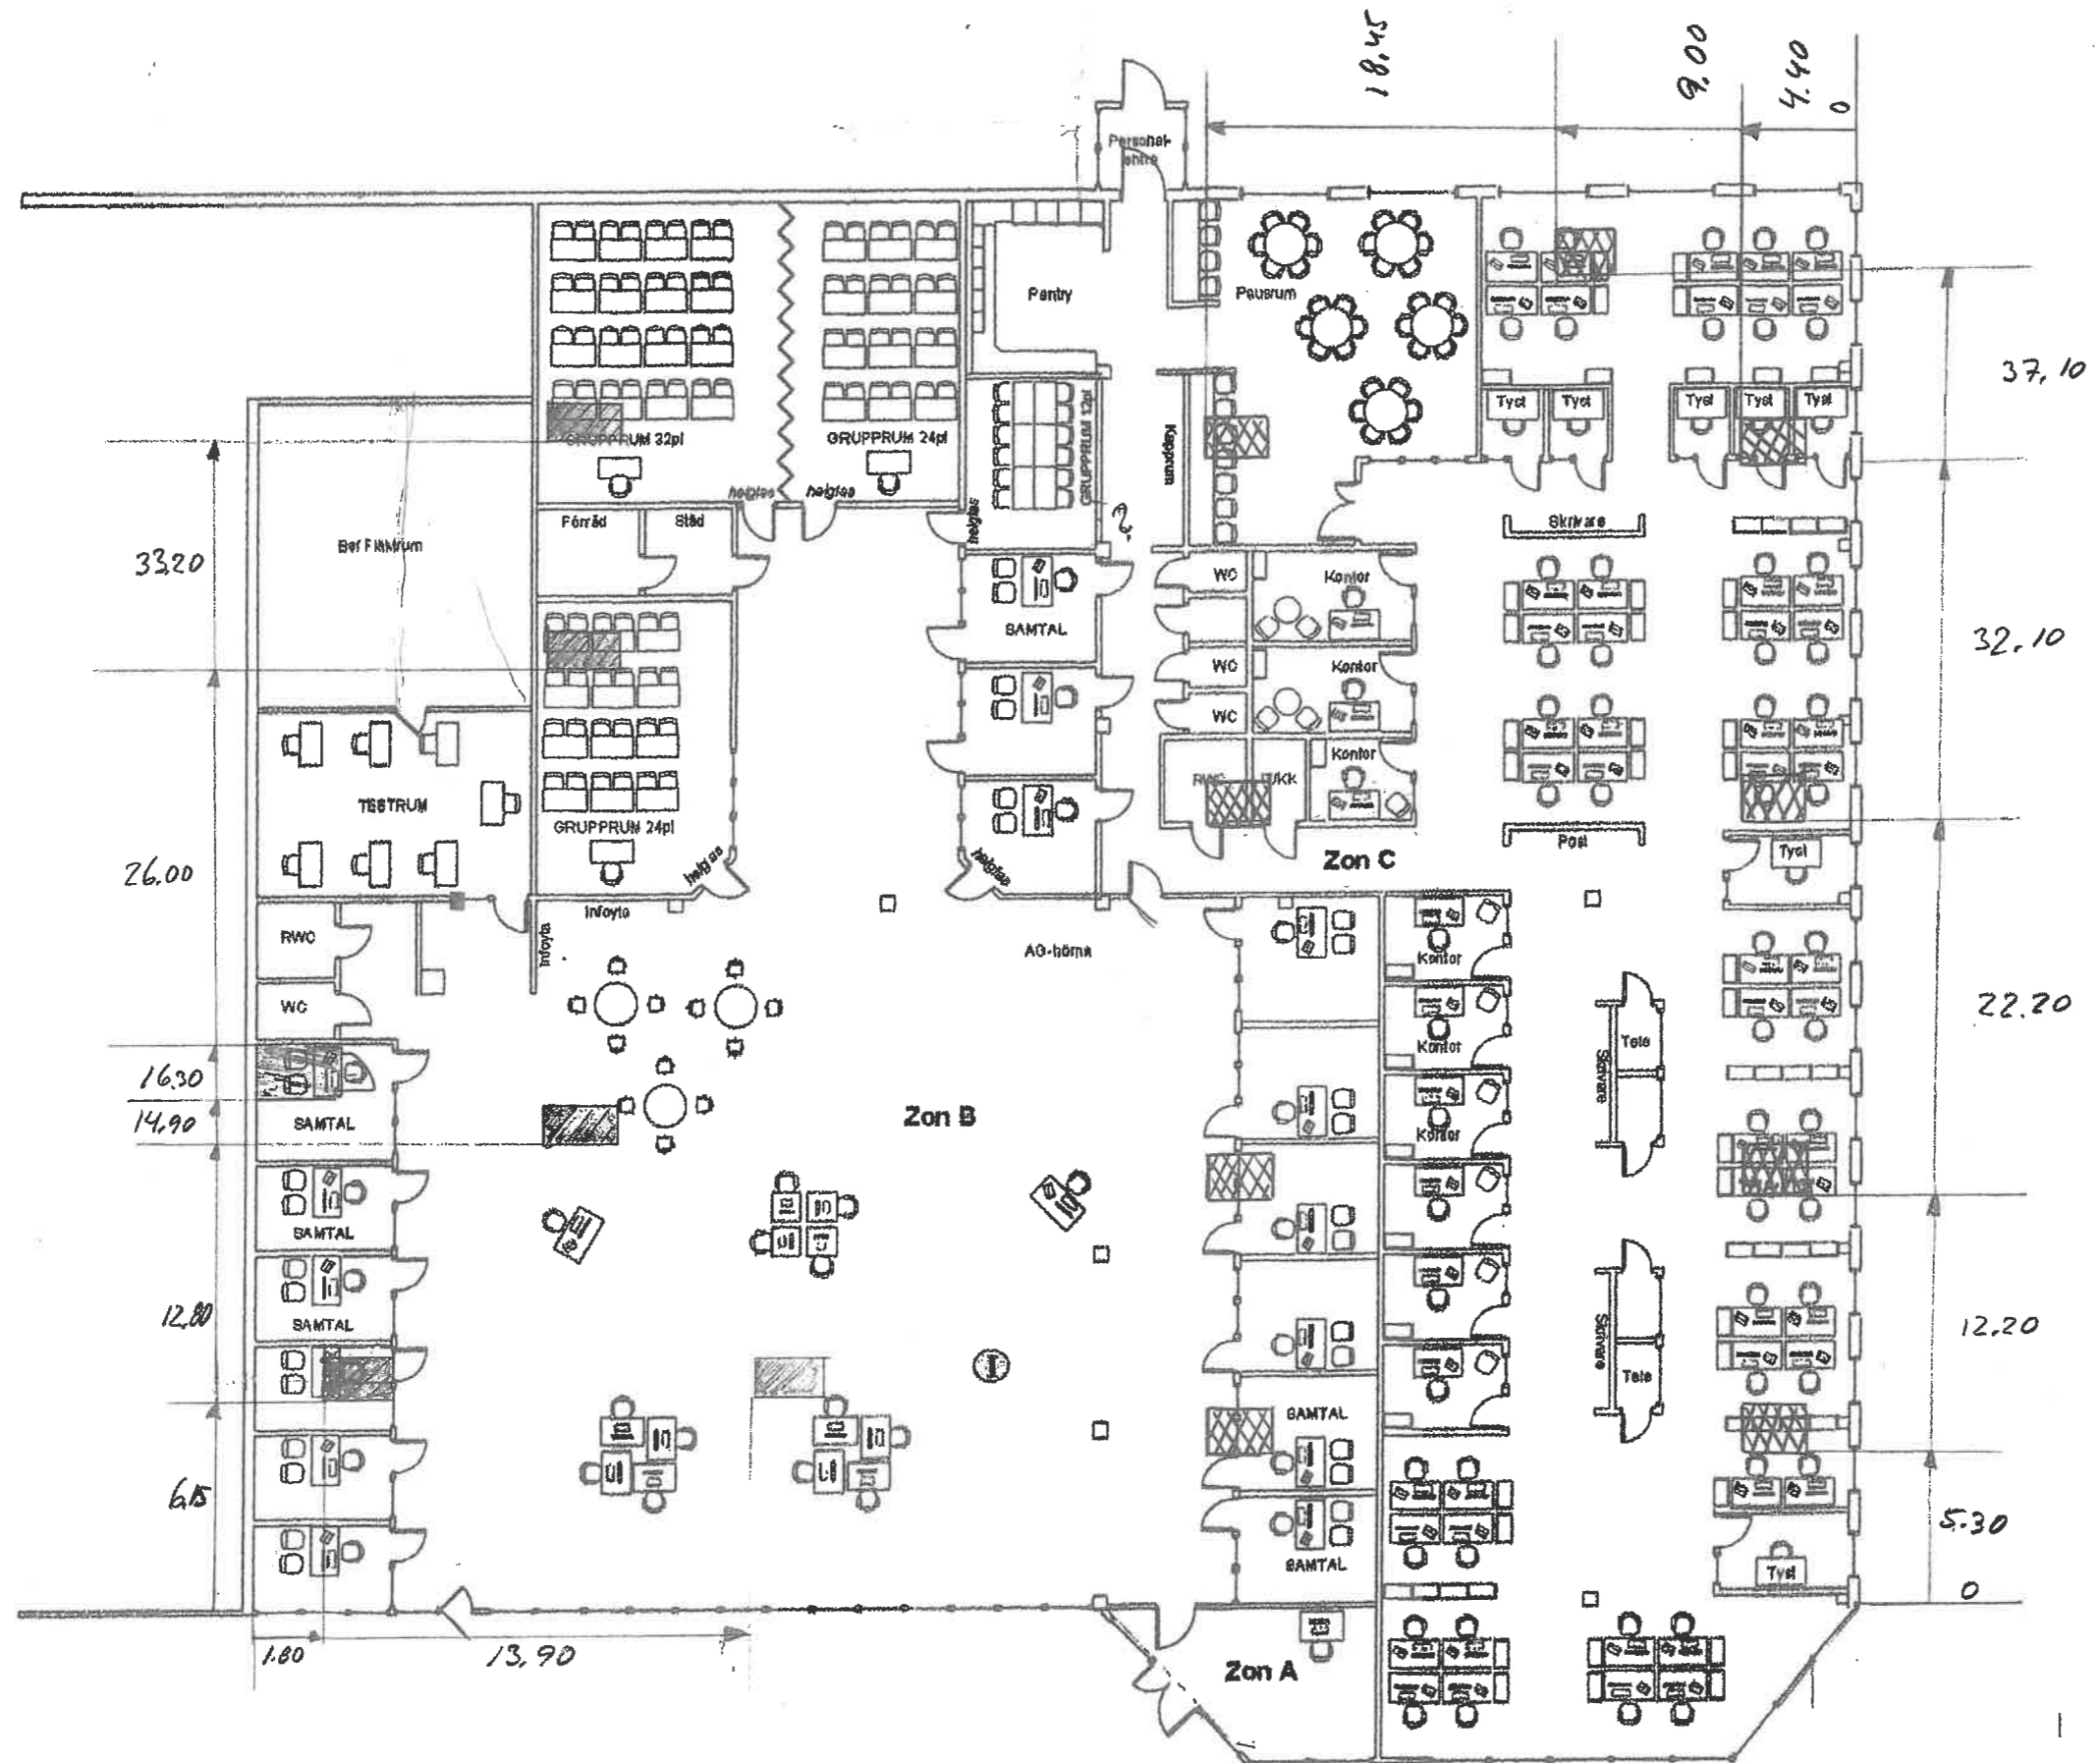 18,45
9.00
4.40
0
Personal-
entre
Pentry
Pausrum
37,10
Tyst
Tyst
Tyst
Tyst
Tyst
GRUPPRUM 32pl
GRUPPRUM 24pl
GRUPPRUM 12pl
Kapprum
helglas
helglas
helglas
Förråd
Städ
Skrivare
33,20
WC
Kontor
SAMTAL
32.10
WC
Kontor
WC
Kontor
RWC
TESTRUM
GRUPPRUM 24pl
helglas
helglas
Zon C
Post
Tyst
26.00
Infoyta
Infoyta
RWC
AG-hörna
Kontor
WC
Kontor
Tele
Skrivare
22.20
16.30
14.90
SAMTAL
Zon B
Kontor
SAMTAL
12,80
SAMTAL
Skrivare
Tele
12.20
SAMTAL
6,15
5.30
SAMTAL
Tyst
0
1.60
13,90
Zon A